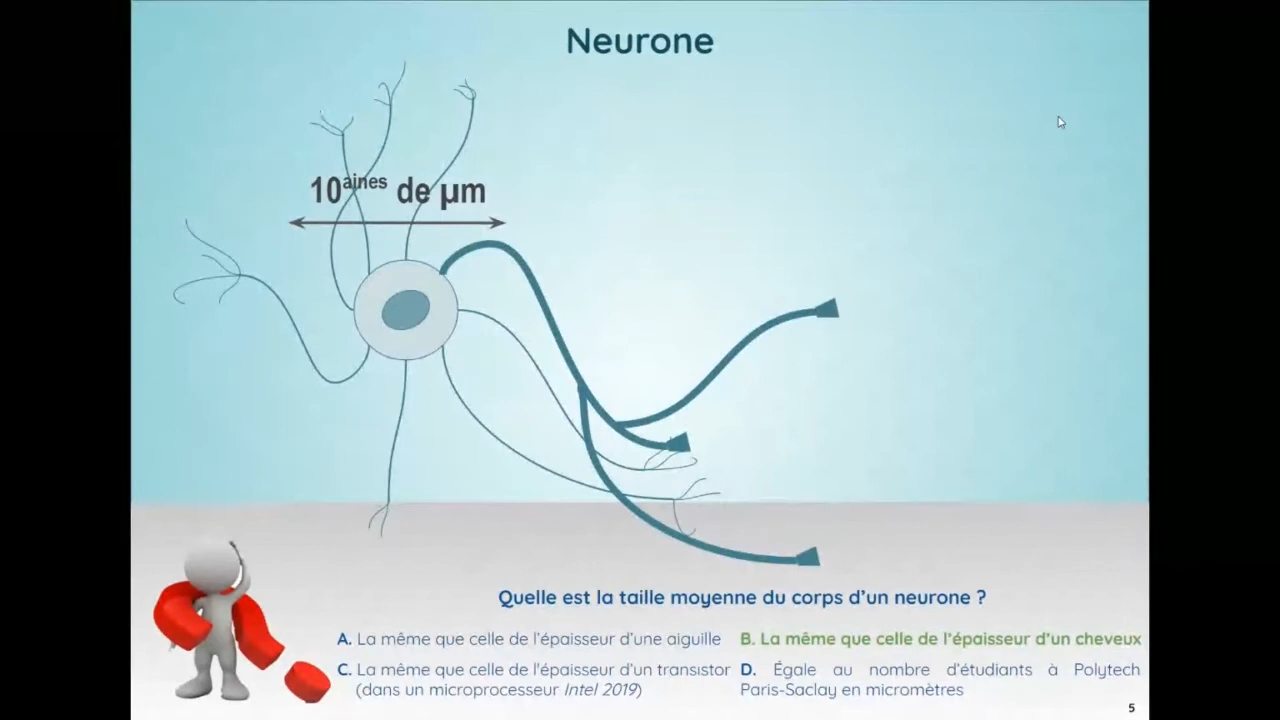 Neurone
10aines de µm
Quelle est la taille moyenne du corps d'un neurone ?
A. La même que celle de l'épaisseur d'une aiguille
B. La même que celle de l'épaisseur d'un cheveux
C. La même que celle de l'épaisseur d'un transistor
(dans un microprocesseur Intel 2019)
D. Égale au nombre d'étudiants à Polytech
Paris-Saclay en micromètres
5